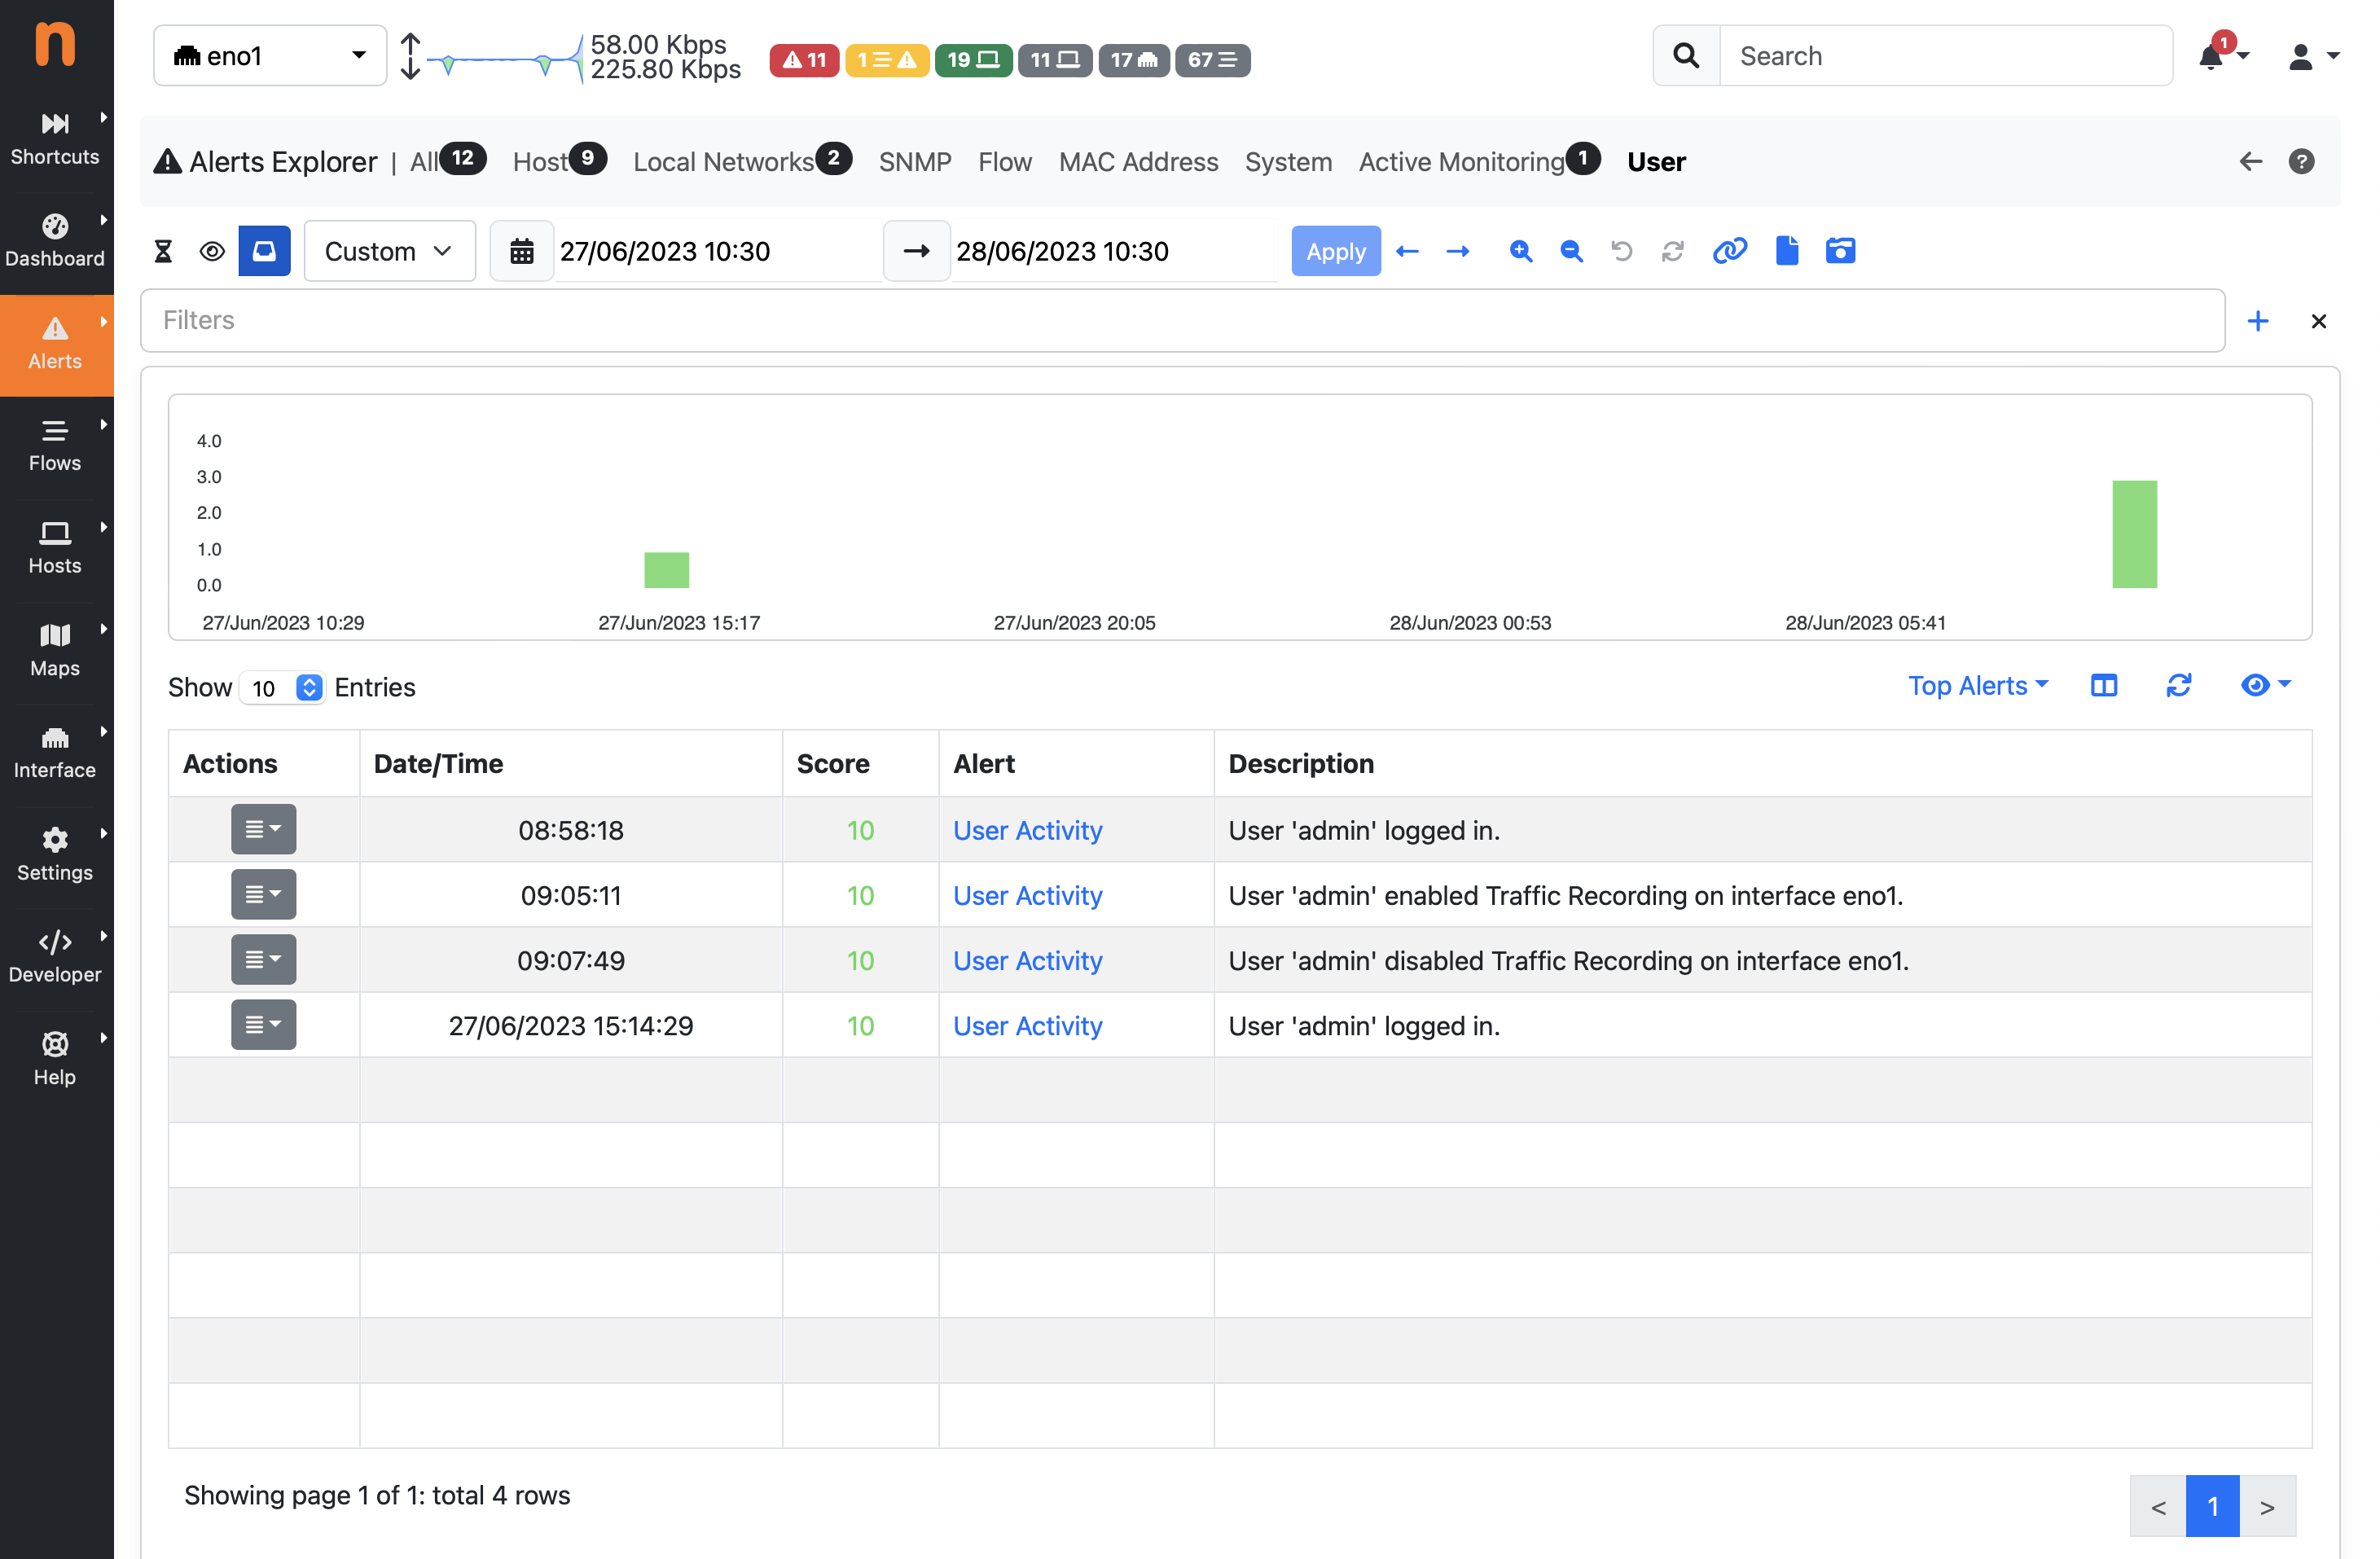 n
eno1
58.00 Kbps
225.80 Kbps
11
1
19
11
17
67
Search
1
Shortcuts
Dashboard
Alerts
Flows
Hosts
Maps
Interface
Settings
Developer
Help
Alerts Explorer | All 12 Host 9 Local Networks 2 SNMP Flow MAC Address System Active Monitoring 1 User
?
Custom 27/06/2023 10:30 → 28/06/2023 10:30 Apply
Filters
4.0
3.0
2.0
1.0
0.0
27/Jun/2023 10:29 27/Jun/2023 15:17 27/Jun/2023 20:05 28/Jun/2023 00:53 28/Jun/2023 05:41
Show 10 Entries
Top Alerts
Actions Date/Time Score Alert Description
08:58:18 10 User Activity User 'admin' logged in.
09:05:11 10 User Activity User 'admin' enabled Traffic Recording on interface eno1.
09:07:49 10 User Activity User 'admin' disabled Traffic Recording on interface eno1.
27/06/2023 15:14:29 10 User Activity User 'admin' logged in.
Showing page 1 of 1: total 4 rows
< 1 >